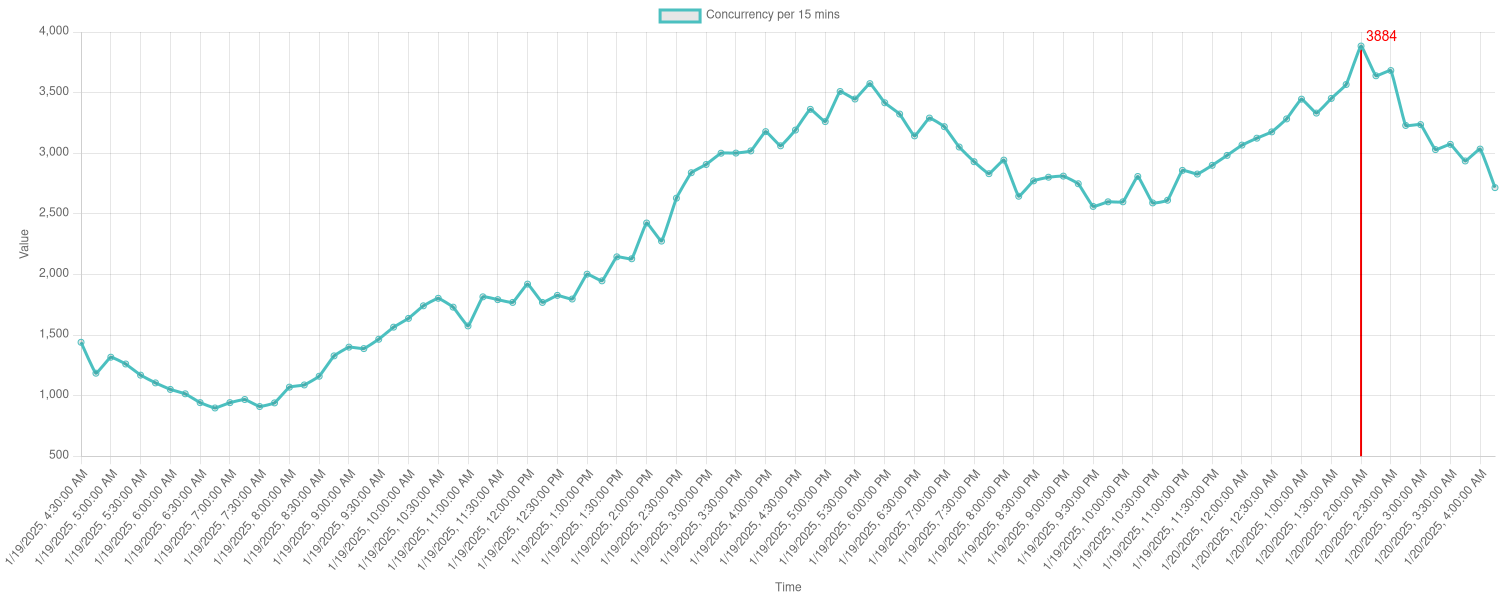 Concurrency per 15 mins
3884
4,000
3,500
3,000
2,500
2,000
1,500
1,000
500
Value
1/19/2025, 4:30:00 AM
1/19/2025, 5:00:00 AM
1/19/2025, 5:30:00 AM
1/19/2025, 6:00:00 AM
1/19/2025, 6:30:00 AM
1/19/2025, 7:00:00 AM
1/19/2025, 7:30:00 AM
1/19/2025, 8:00:00 AM
1/19/2025, 8:30:00 AM
1/19/2025, 9:00:00 AM
1/19/2025, 9:30:00 AM
1/19/2025, 10:00:00 AM
1/19/2025, 10:30:00 AM
1/19/2025, 11:00:00 AM
1/19/2025, 11:30:00 AM
1/19/2025, 12:00:00 PM
1/19/2025, 12:30:00 PM
1/19/2025, 1:00:00 PM
1/19/2025, 1:30:00 PM
1/19/2025, 2:00:00 PM
1/19/2025, 2:30:00 PM
1/19/2025, 3:00:00 PM
1/19/2025, 3:30:00 PM
1/19/2025, 4:00:00 PM
1/19/2025, 4:30:00 PM
1/19/2025, 5:00:00 PM
1/19/2025, 5:30:00 PM
1/19/2025, 6:00:00 PM
1/19/2025, 6:30:00 PM
1/19/2025, 7:00:00 PM
1/19/2025, 7:30:00 PM
1/19/2025, 8:00:00 PM
1/19/2025, 8:30:00 PM
1/19/2025, 9:00:00 PM
1/19/2025, 9:30:00 PM
1/19/2025, 10:00:00 PM
1/19/2025, 10:30:00 PM
1/19/2025, 11:00:00 PM
1/19/2025, 11:30:00 PM
1/20/2025, 12:00:00 AM
1/20/2025, 12:30:00 AM
1/20/2025, 1:00:00 AM
1/20/2025, 1:30:00 AM
1/20/2025, 2:00:00 AM
1/20/2025, 2:30:00 AM
1/20/2025, 3:00:00 AM
1/20/2025, 3:30:00 AM
1/20/2025, 4:00:00 AM
Time